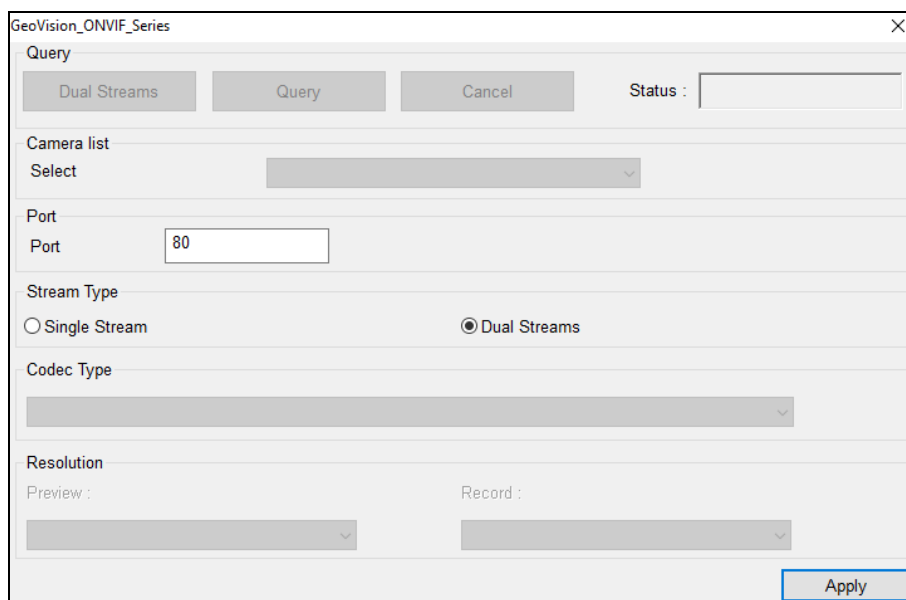 GeoVision_ONVIF_Series
Query
Dual Streams Query Cancel Status :
Camera list
Select
Port
Port 80
Stream Type
Single Stream Dual Streams
Codec Type
Resolution
Preview : Record :
Apply